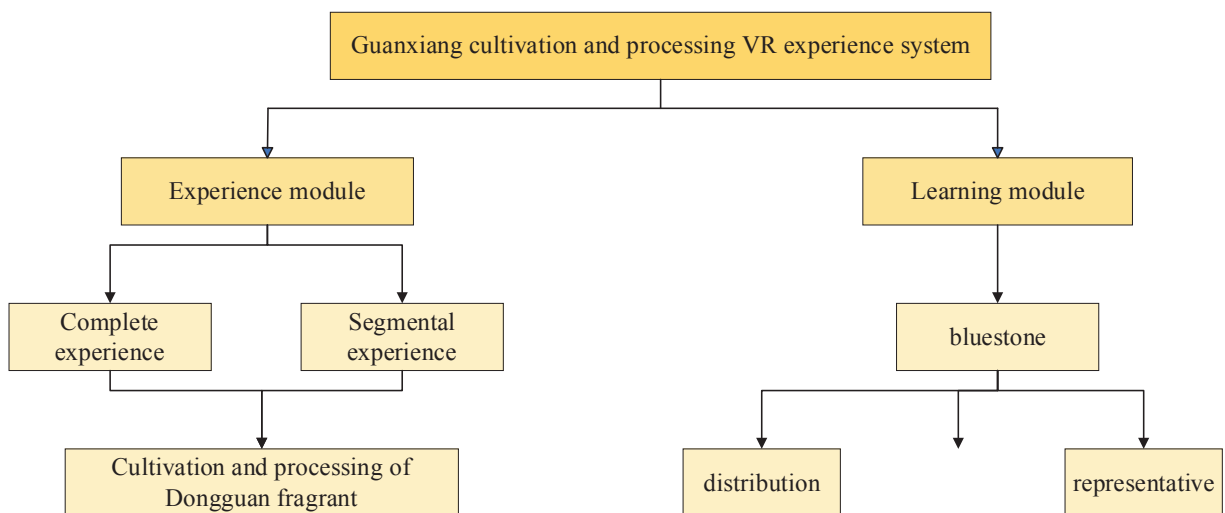 Guanxiang cultivation and processing VR experience system
Experience module
Learning module
Complete
experience
Segmental
experience
bluestone
Cultivation and processing of
Dongguan fragrant
distribution
representative